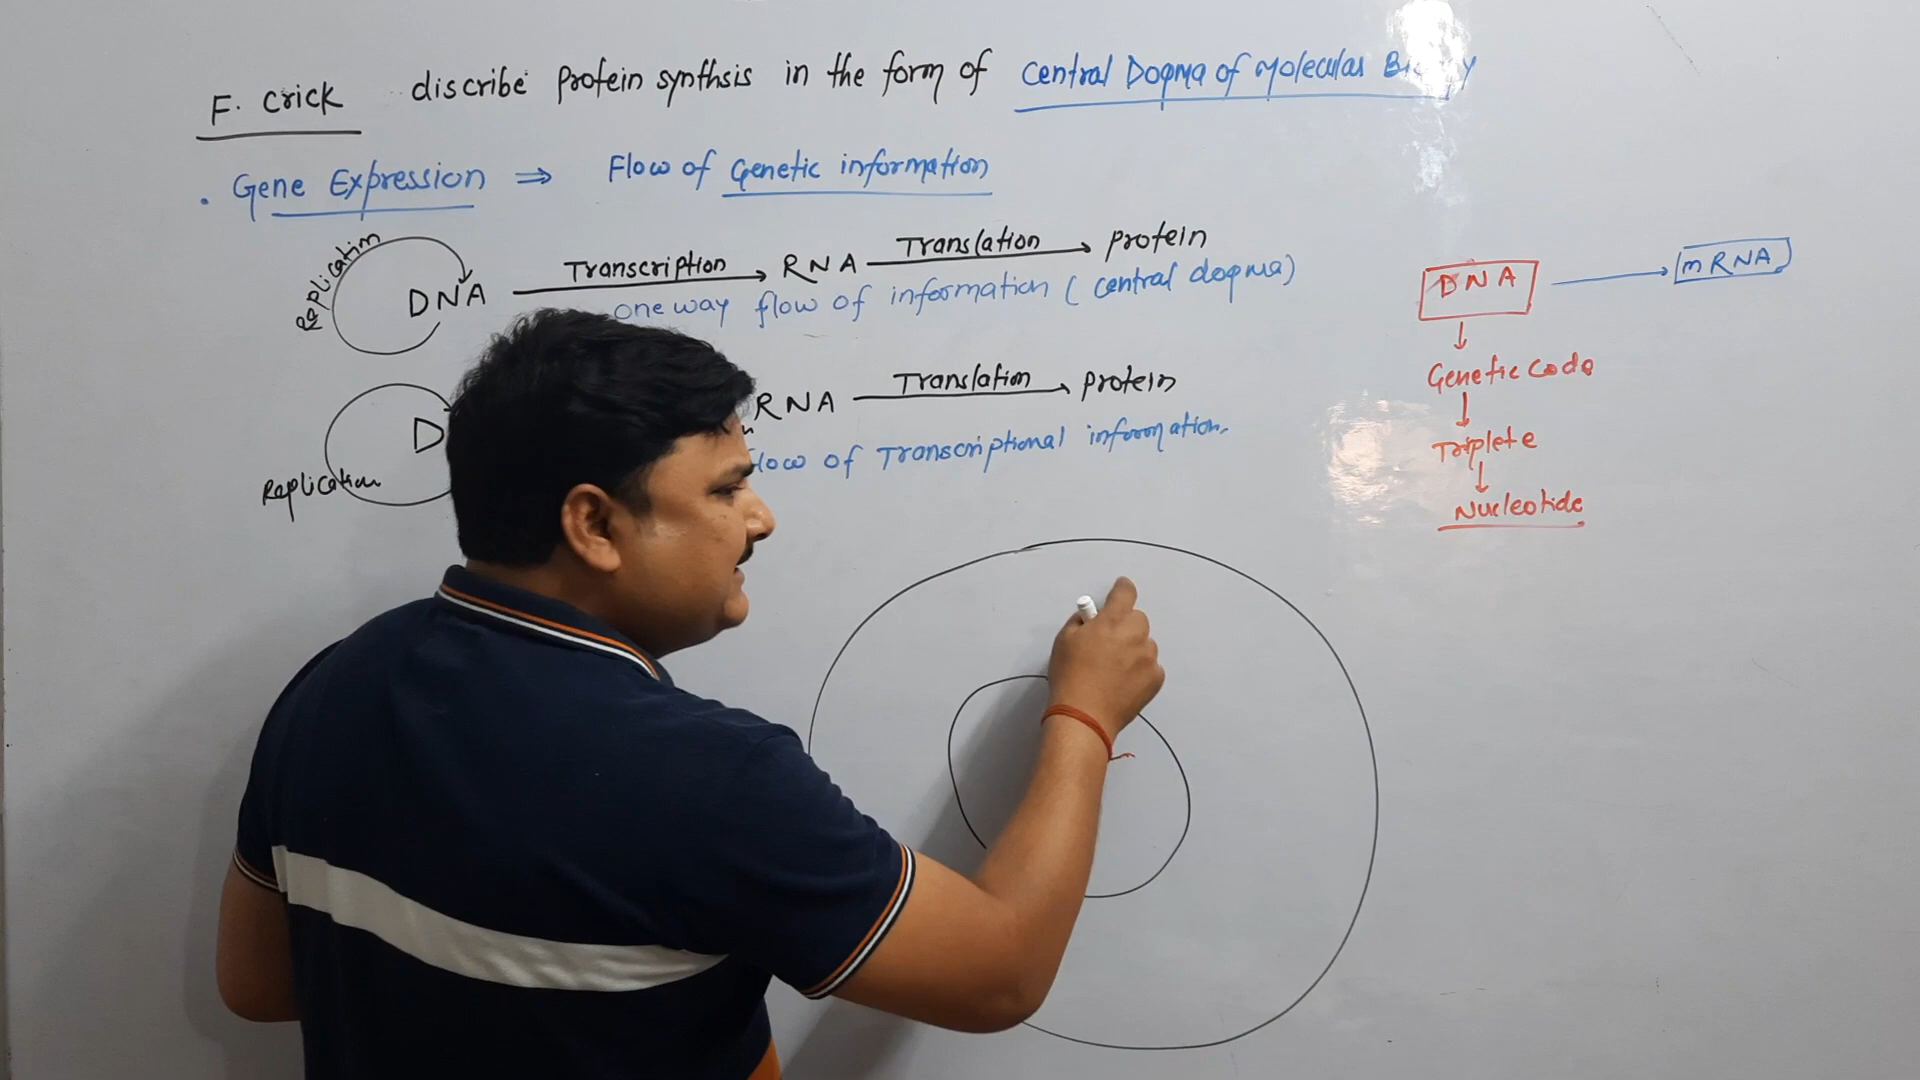 F. Crick discribe Protein synthsis in the form of Central Dogma of Molecular
. Gene Expression ⇒ Flow of Genetic information
Replication DNA Transcription RNA Translation Protein
one way flow of information ( central dogma)
Replication D RNA Translation Protein
flow of Transcriptional information.
DNA mRNA
Genetic Code
Triplete
Nucleotide